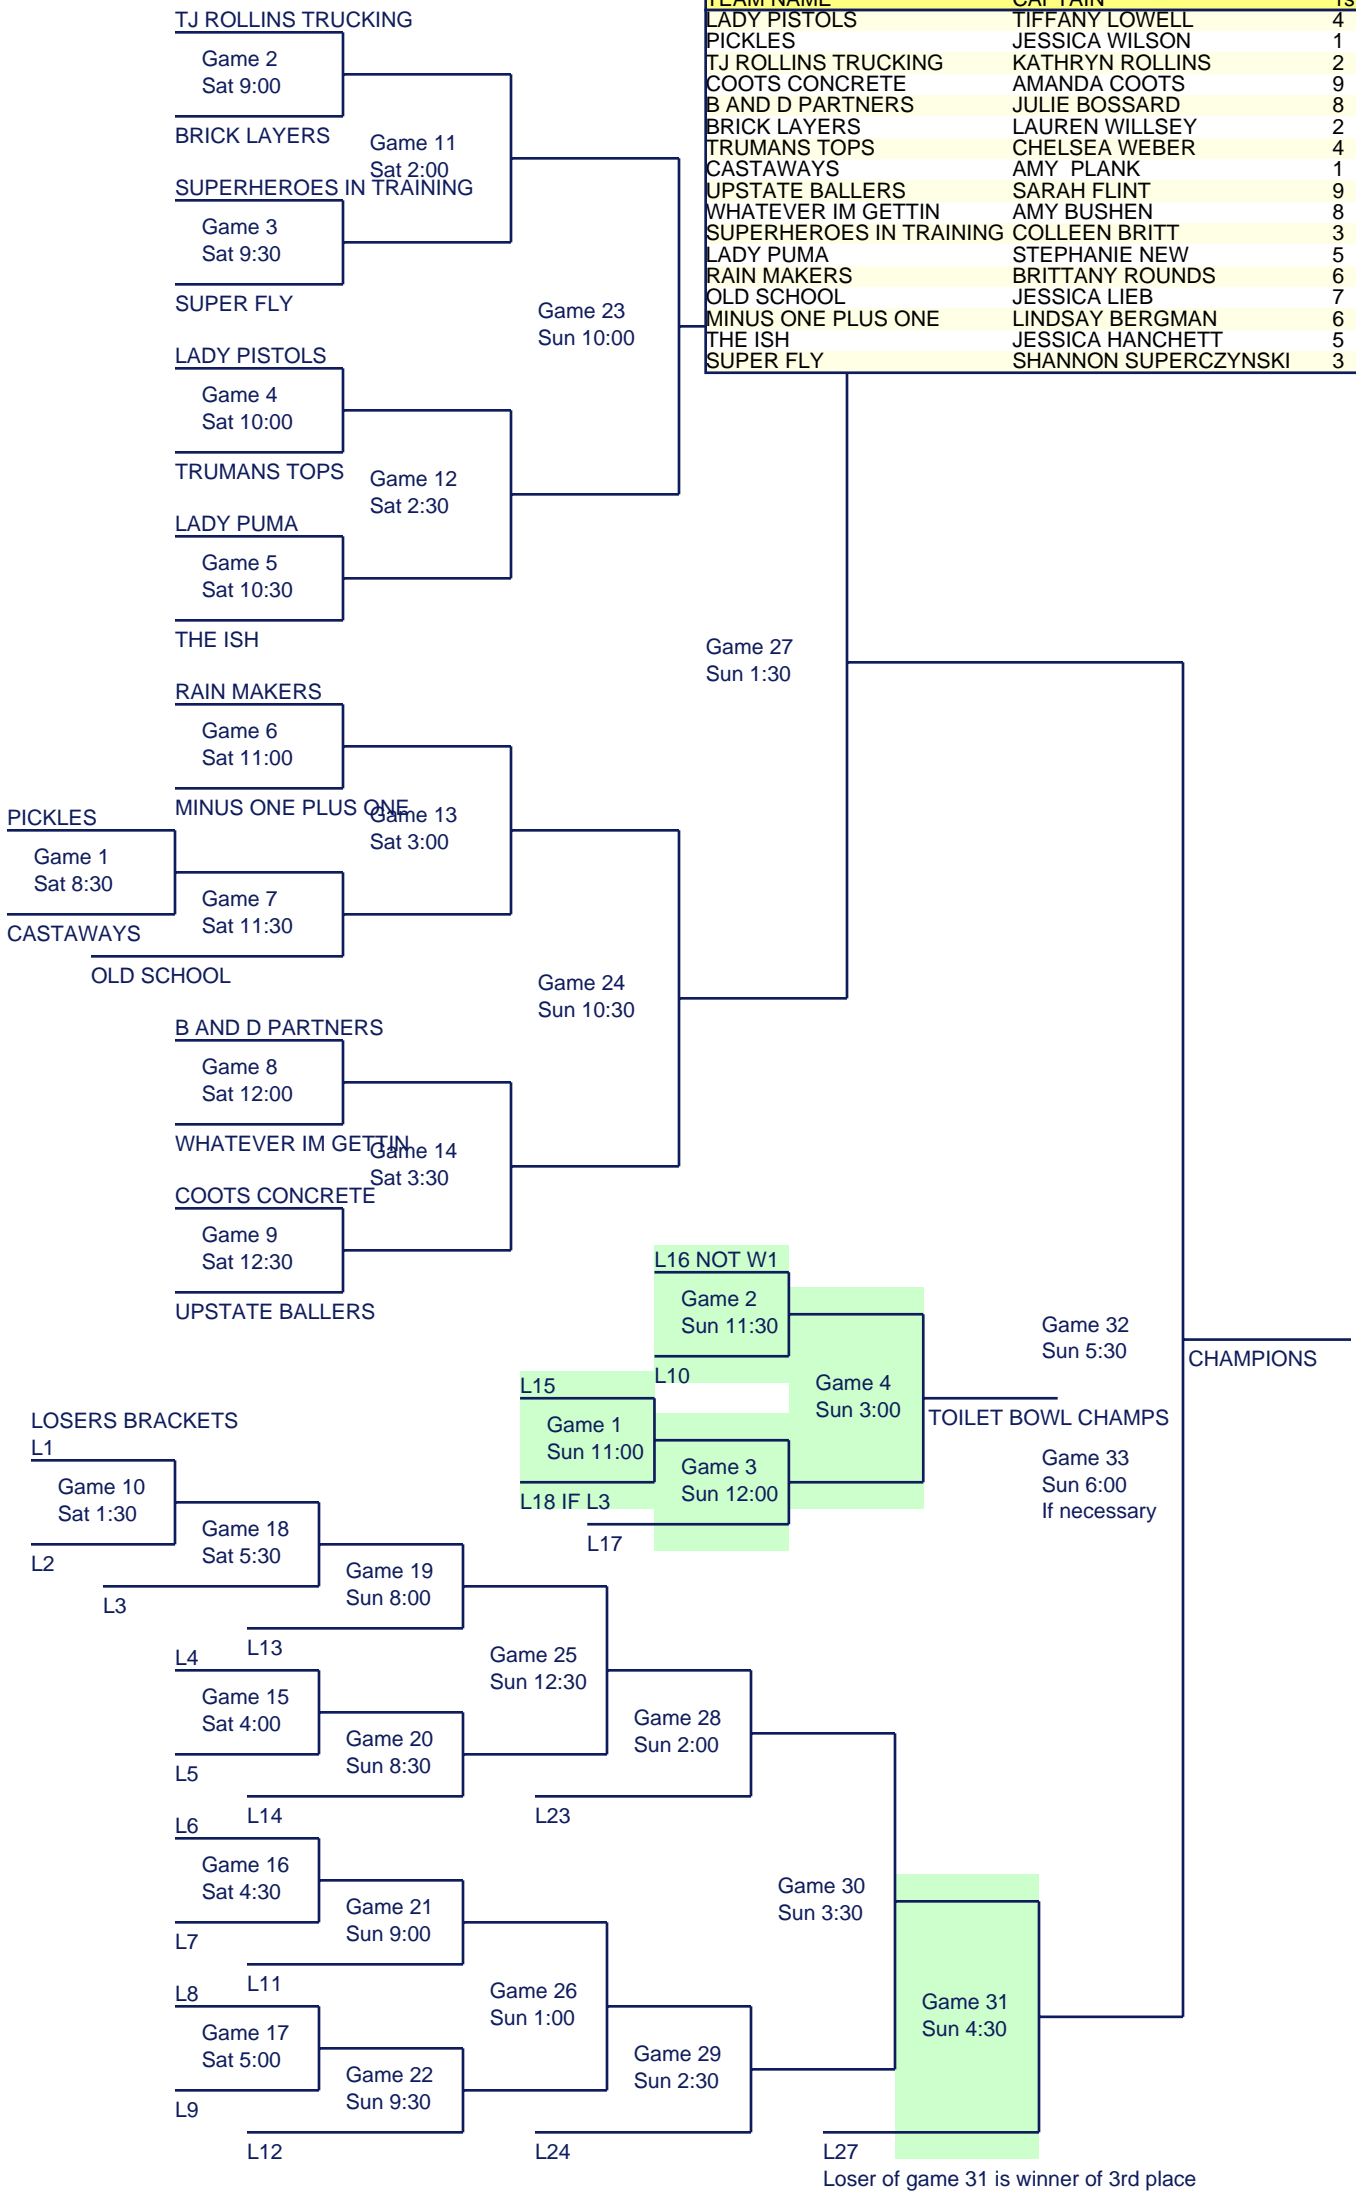 TEAM NAME CAPTAIN
LADY PISTOLS TIFFANY LOWELL 4
PICKLES JESSICA WILSON 1
TJ ROLLINS TRUCKING KATHRYN ROLLINS 2
COOTS CONCRETE AMANDA COOTS 9
B AND D PARTNERS JULIE BOSSARD 8
BRICK LAYERS LAUREN WILLSEY 2
TRUMANS TOPS CHELSEA WEBER 4
CASTAWAYS AMY PLANK 1
UPSTATE BALLERS SARAH FLINT 9
WHATEVER IM GETTIN AMY BUSHEN 8
SUPERHEROES IN TRAINING COLLEEN BRITT 3
LADY PUMA STEPHANIE NEW 5
RAIN MAKERS BRITTANY ROUNDS 6
OLD SCHOOL JESSICA LIEB 7
MINUS ONE PLUS ONE LINDSAY BERGMAN 6
THE ISH JESSICA HANCHETT 5
SUPER FLY SHANNON SUPERCZYNSKI 3
TJ ROLLINS TRUCKING
Game 2
Sat 9:00
BRICK LAYERS
Game 11
Sat 2:00
SUPERHEROES IN TRAINING
Game 3
Sat 9:30
SUPER FLY
Game 23
Sun 10:00
LADY PISTOLS
Game 4
Sat 10:00
TRUMANS TOPS
Game 12
Sat 2:30
LADY PUMA
Game 5
Sat 10:30
THE ISH
Game 27
Sun 1:30
RAIN MAKERS
Game 6
Sat 11:00
MINUS ONE PLUS ONE
Game 13
Sat 3:00
PICKLES
Game 1
Sat 8:30
CASTAWAYS
Game 7
Sat 11:30
OLD SCHOOL
Game 24
Sun 10:30
B AND D PARTNERS
Game 8
Sat 12:00
WHATEVER IM GETTIN
Game 14
Sat 3:30
COOTS CONCRETE
Game 9
Sat 12:30
UPSTATE BALLERS
L16 NOT W1
Game 2
Sun 11:30
L10
L15
Game 1
Sun 11:00
L18 IF L3
Game 3
Sun 12:00
L17
Game 4
Sun 3:00
TOILET BOWL CHAMPS
Game 32
Sun 5:30
CHAMPIONS
Game 33
Sun 6:00
If necessary
LOSERS BRACKETS
L1
Game 10
Sat 1:30
L2
Game 18
Sat 5:30
L3
Game 19
Sun 8:00
L13
L4
Game 15
Sat 4:00
L5
Game 20
Sun 8:30
L14
Game 25
Sun 12:30
Game 28
Sun 2:00
L23
L6
Game 16
Sat 4:30
L7
Game 21
Sun 9:00
L11
L8
Game 17
Sat 5:00
L9
Game 22
Sun 9:30
L12
Game 26
Sun 1:00
Game 29
Sun 2:30
L24
Game 30
Sun 3:30
Game 31
Sun 4:30
L27
Loser of game 31 is winner of 3rd place